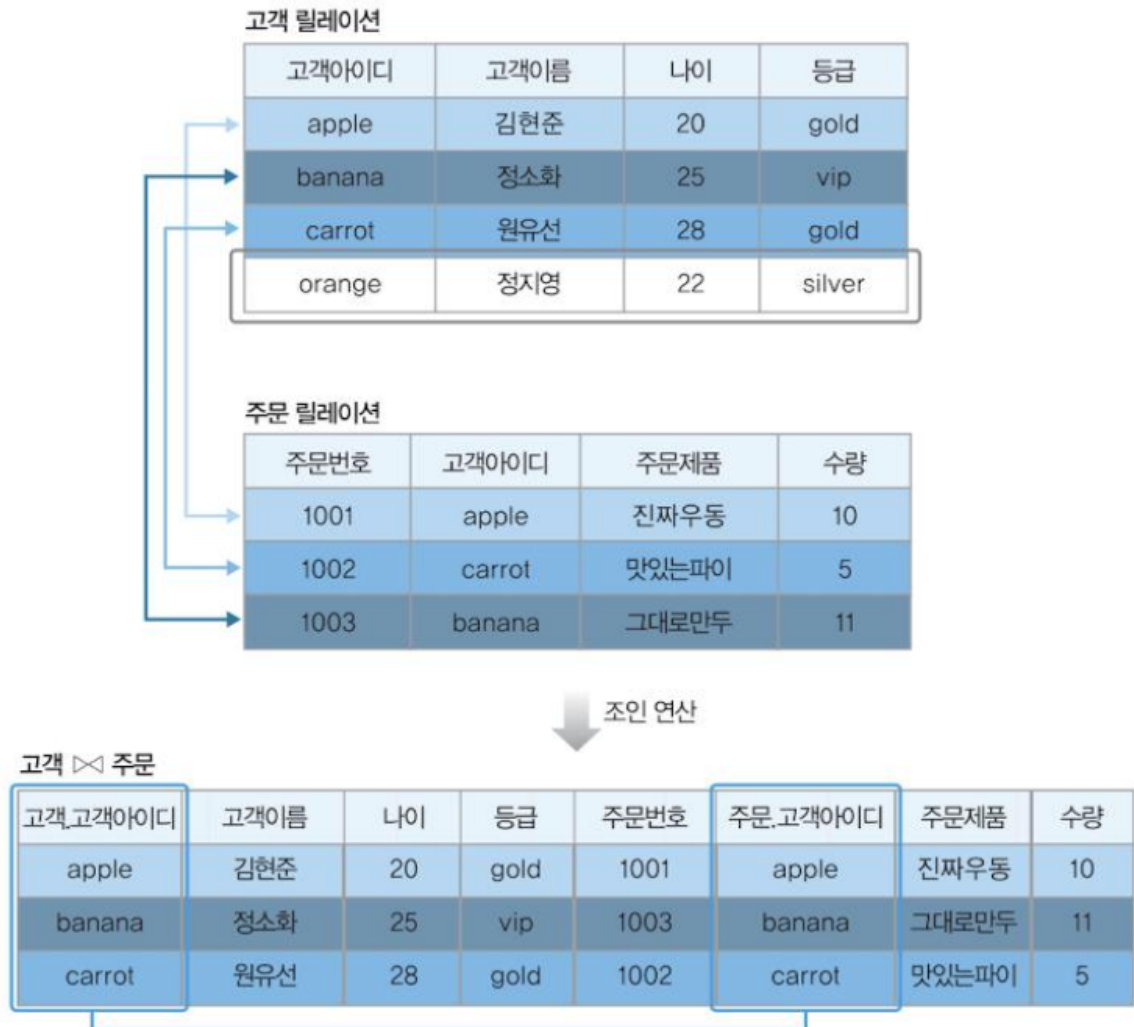 고객 릴레이션
고객아이디 고객이름 나이 등급
apple 김현준 20 gold
banana 정소화 25 vip
carrot 원유선 28 gold
orange 정지영 22 silver
주문 릴레이션
주문번호 고객아이디 주문제품 수량
1001 apple 진짜우동 10
1002 carrot 맛있는파이 5
1003 banana 그대로만두 11
조인 연산
고객 ⋈ 주문
고객.고객아이디 고객이름 나이 등급 주문번호 주문.고객아이디 주문제품 수량
apple 김현준 20 gold 1001 apple 진짜우동 10
banana 정소화 25 vip 1003 banana 그대로만두 11
carrot 원유선 28 gold 1002 carrot 맛있는파이 5